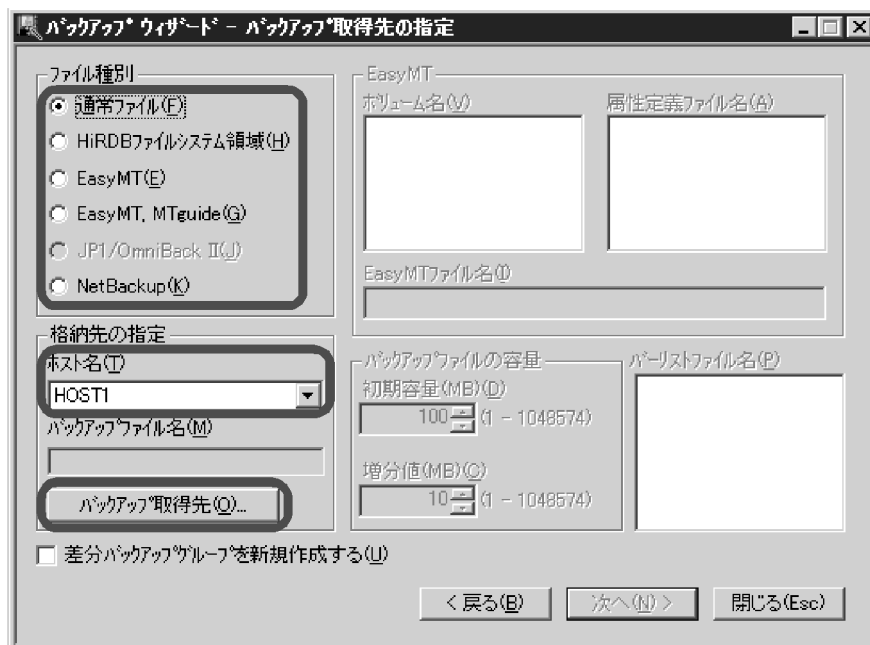 バックアップ ウィザード - バックアップ取得先の指定
ファイル種別
通常ファイル(F)
HiRDBファイルシステム領域(H)
EasyMT(E)
EasyMT, MTguide(G)
JP1/OmniBack II(J)
NetBackup(K)
格納先の指定
ホスト名(T)
HOST1
バックアップファイル名(M)
バックアップ取得先(O)...
EasyMT
ボリューム名(V)
属性定義ファイル名(A)
EasyMTファイル名(I)
バックアップファイルの容量
初期容量(MB)(D)
100 (1 - 1048574)
増分値(MB)(C)
10 (1 - 1048574)
バーリストファイル名(P)
差分バックアップグループを新規作成する(U)
< 戻る(B)
次へ(N) >
閉じる(Esc)